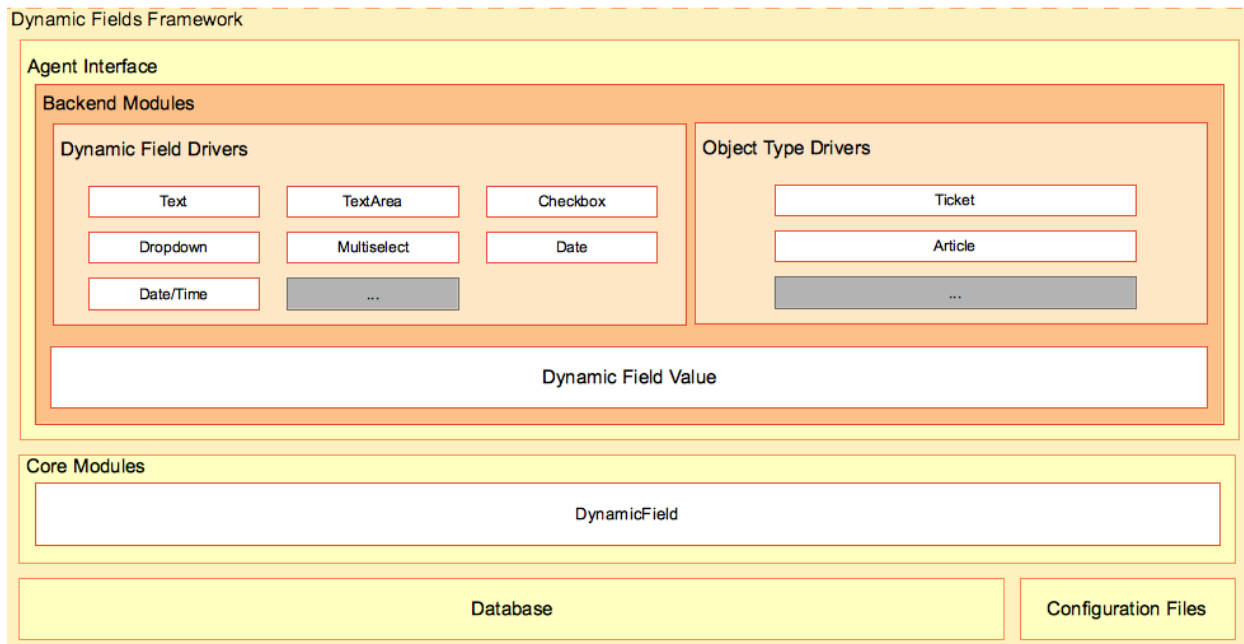 Dynamic Fields Framework
Agent Interface
Backend Modules
Dynamic Field Drivers
Text
TextArea
Checkbox
Dropdown
Multiselect
Date
Date/Time
...
Object Type Drivers
Ticket
Article
...
Dynamic Field Value
Core Modules
DynamicField
Database
Configuration Files